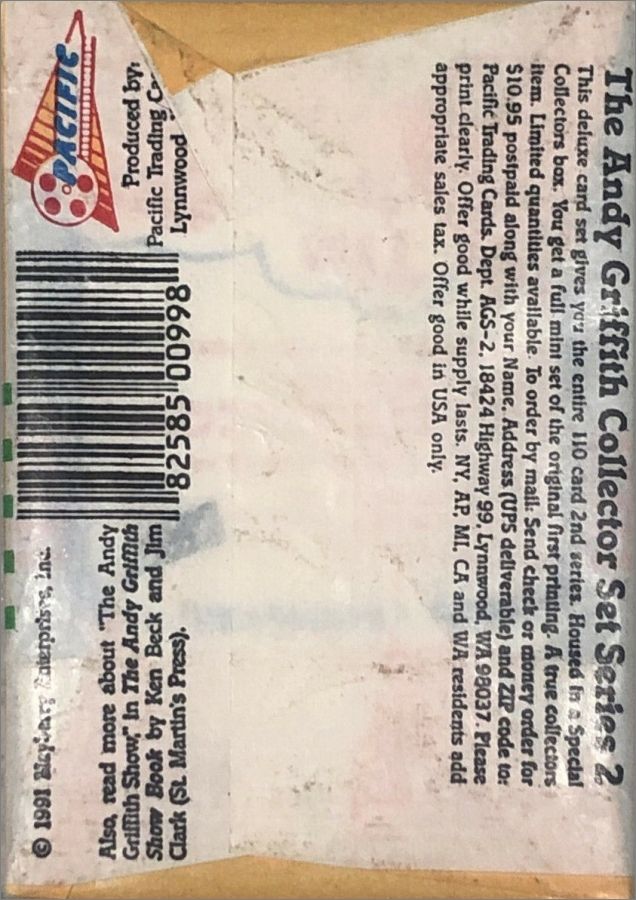 The Andy Griffith Collector Set Series 2
This deluxe card set gives you the entire 110 card 2nd series. Housed in a Special
Collectors box. You get a full mint set of the original first printing. A true collectors
item. Limited quantities available. To order by mail: Send check or money order for
$10.95 postpaid along with your Name, Address (UPS deliverable) and ZIP code to:
Pacific Trading Cards, Dept. AGS-2, 18424 Highway 99, Lynnwood, WA 98037. Please
print clearly. Offer good while supply lasts. NY, AP, MI, CA and WA residents add
appropriate sales tax. Offer good in USA only.
PACIFIC
Produced by:
Pacific Trading
Lynnwood
82585 00998
Also, read more about "The Andy
Griffith Show," in The Andy Griffith
Show Book by Ken Beck and Jim
Clark (St. Martin's Press).
© 1991 Enterprises Inc.